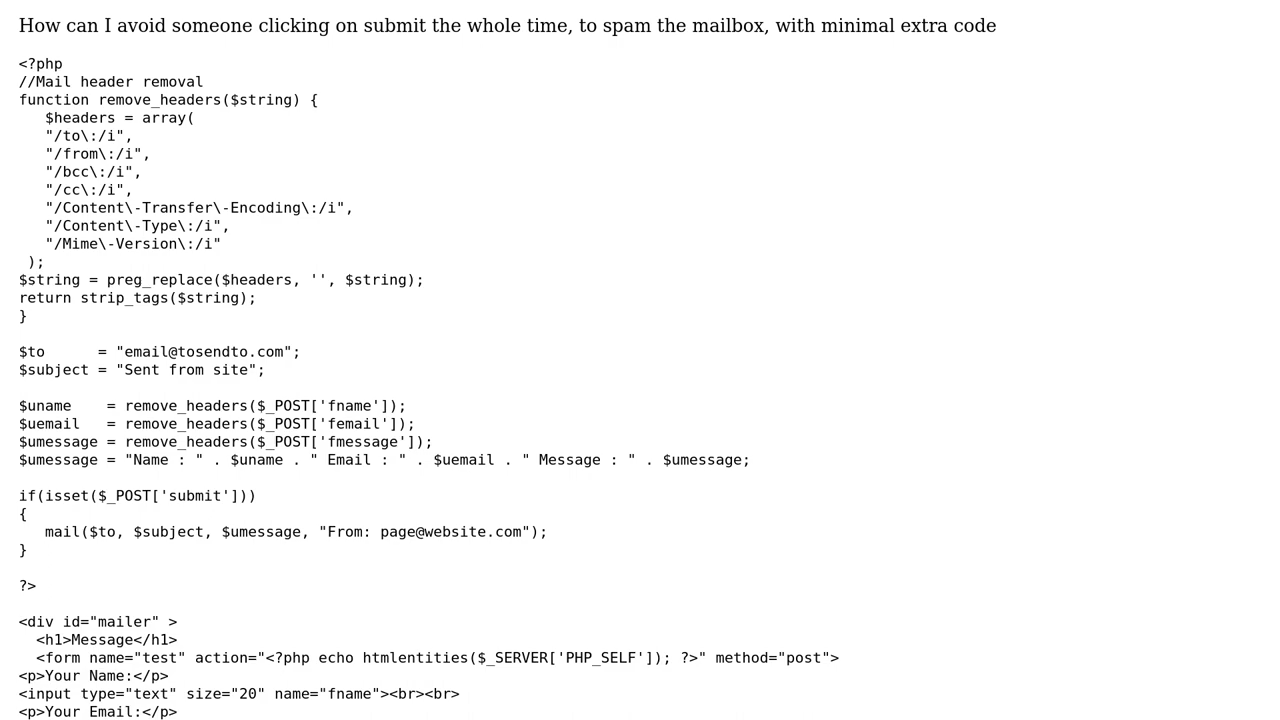 How can I avoid someone clicking on submit the whole time, to spam the mailbox, with minimal extra code
<?php
//Mail header removal
function remove_headers($string) {
   $headers = array(
   "/to\:/i",
   "/from\:/i",
   "/bcc\:/i",
   "/cc\:/i",
   "/Content\-Transfer\-Encoding\:/i",
   "/Content\-Type\:/i",
   "/Mime\-Version\:/i"
 );
$string = preg_replace($headers, '', $string);
return strip_tags($string);
}

$to      = "email@tosendto.com";
$subject = "Sent from site";

$uname    = remove_headers($_POST['fname']);
$uemail   = remove_headers($_POST['femail']);
$umessage = remove_headers($_POST['fmessage']);
$umessage = "Name : " . $uname . " Email : " . $uemail . " Message : " . $umessage;

if(isset($_POST['submit']))
{
   mail($to, $subject, $umessage, "From: page@website.com");
}

?>

<div id="mailer" >
  <h1>Message</h1>
  <form name="test" action="<?php echo htmlentities($_SERVER['PHP_SELF']); ?>" method="post">
<p>Your Name:</p>
<input type="text" size="20" name="fname"><br><br>
<p>Your Email:</p>